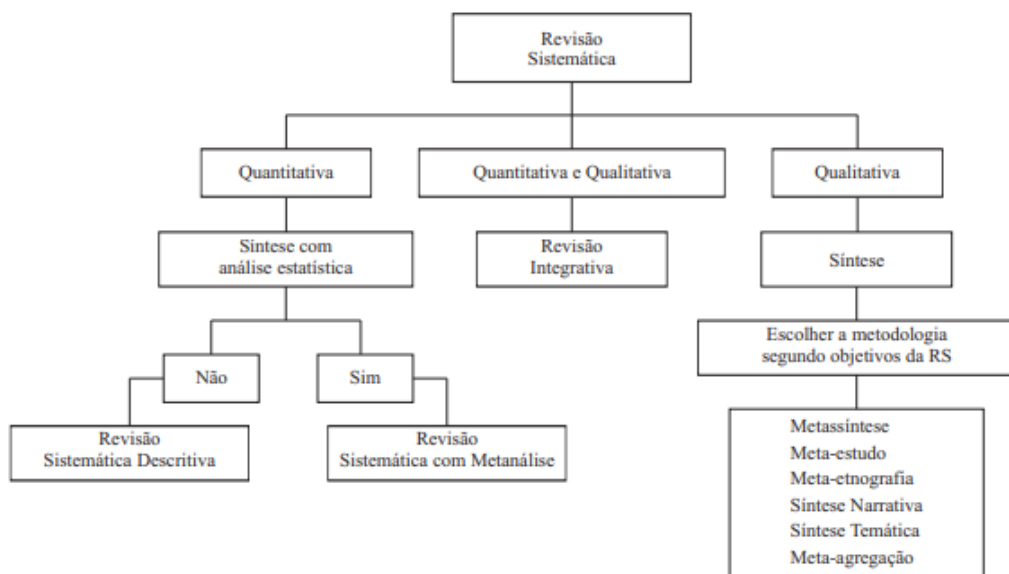 Revisão
Sistemática
Quantitativa
Quantitativa e Qualitativa
Qualitativa
Síntese com
análise estatística
Revisão
Integrativa
Síntese
Escolher a metodologia
segundo objetivos da RS
Não
Sim
Revisão
Sistemática Descritiva
Revisão
Sistemática com Metanálise
Metassíntese
Meta-estudo
Meta-etnografia
Síntese Narrativa
Síntese Temática
Meta-agregação